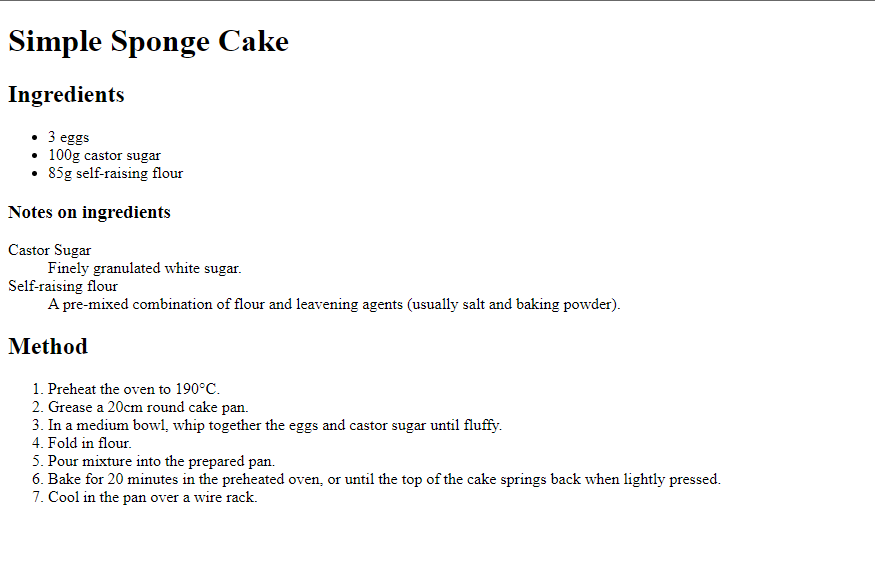 Simple Sponge Cake
Ingredients
• 3 eggs
• 100g castor sugar
• 85g self-raising flour
Notes on ingredients
Castor Sugar
Finely granulated white sugar.
Self-raising flour
A pre-mixed combination of flour and leavening agents (usually salt and baking powder).
Method
1. Preheat the oven to 190°C.
2. Grease a 20cm round cake pan.
3. In a medium bowl, whip together the eggs and castor sugar until fluffy.
4. Fold in flour.
5. Pour mixture into the prepared pan.
6. Bake for 20 minutes in the preheated oven, or until the top of the cake springs back when lightly pressed.
7. Cool in the pan over a wire rack.